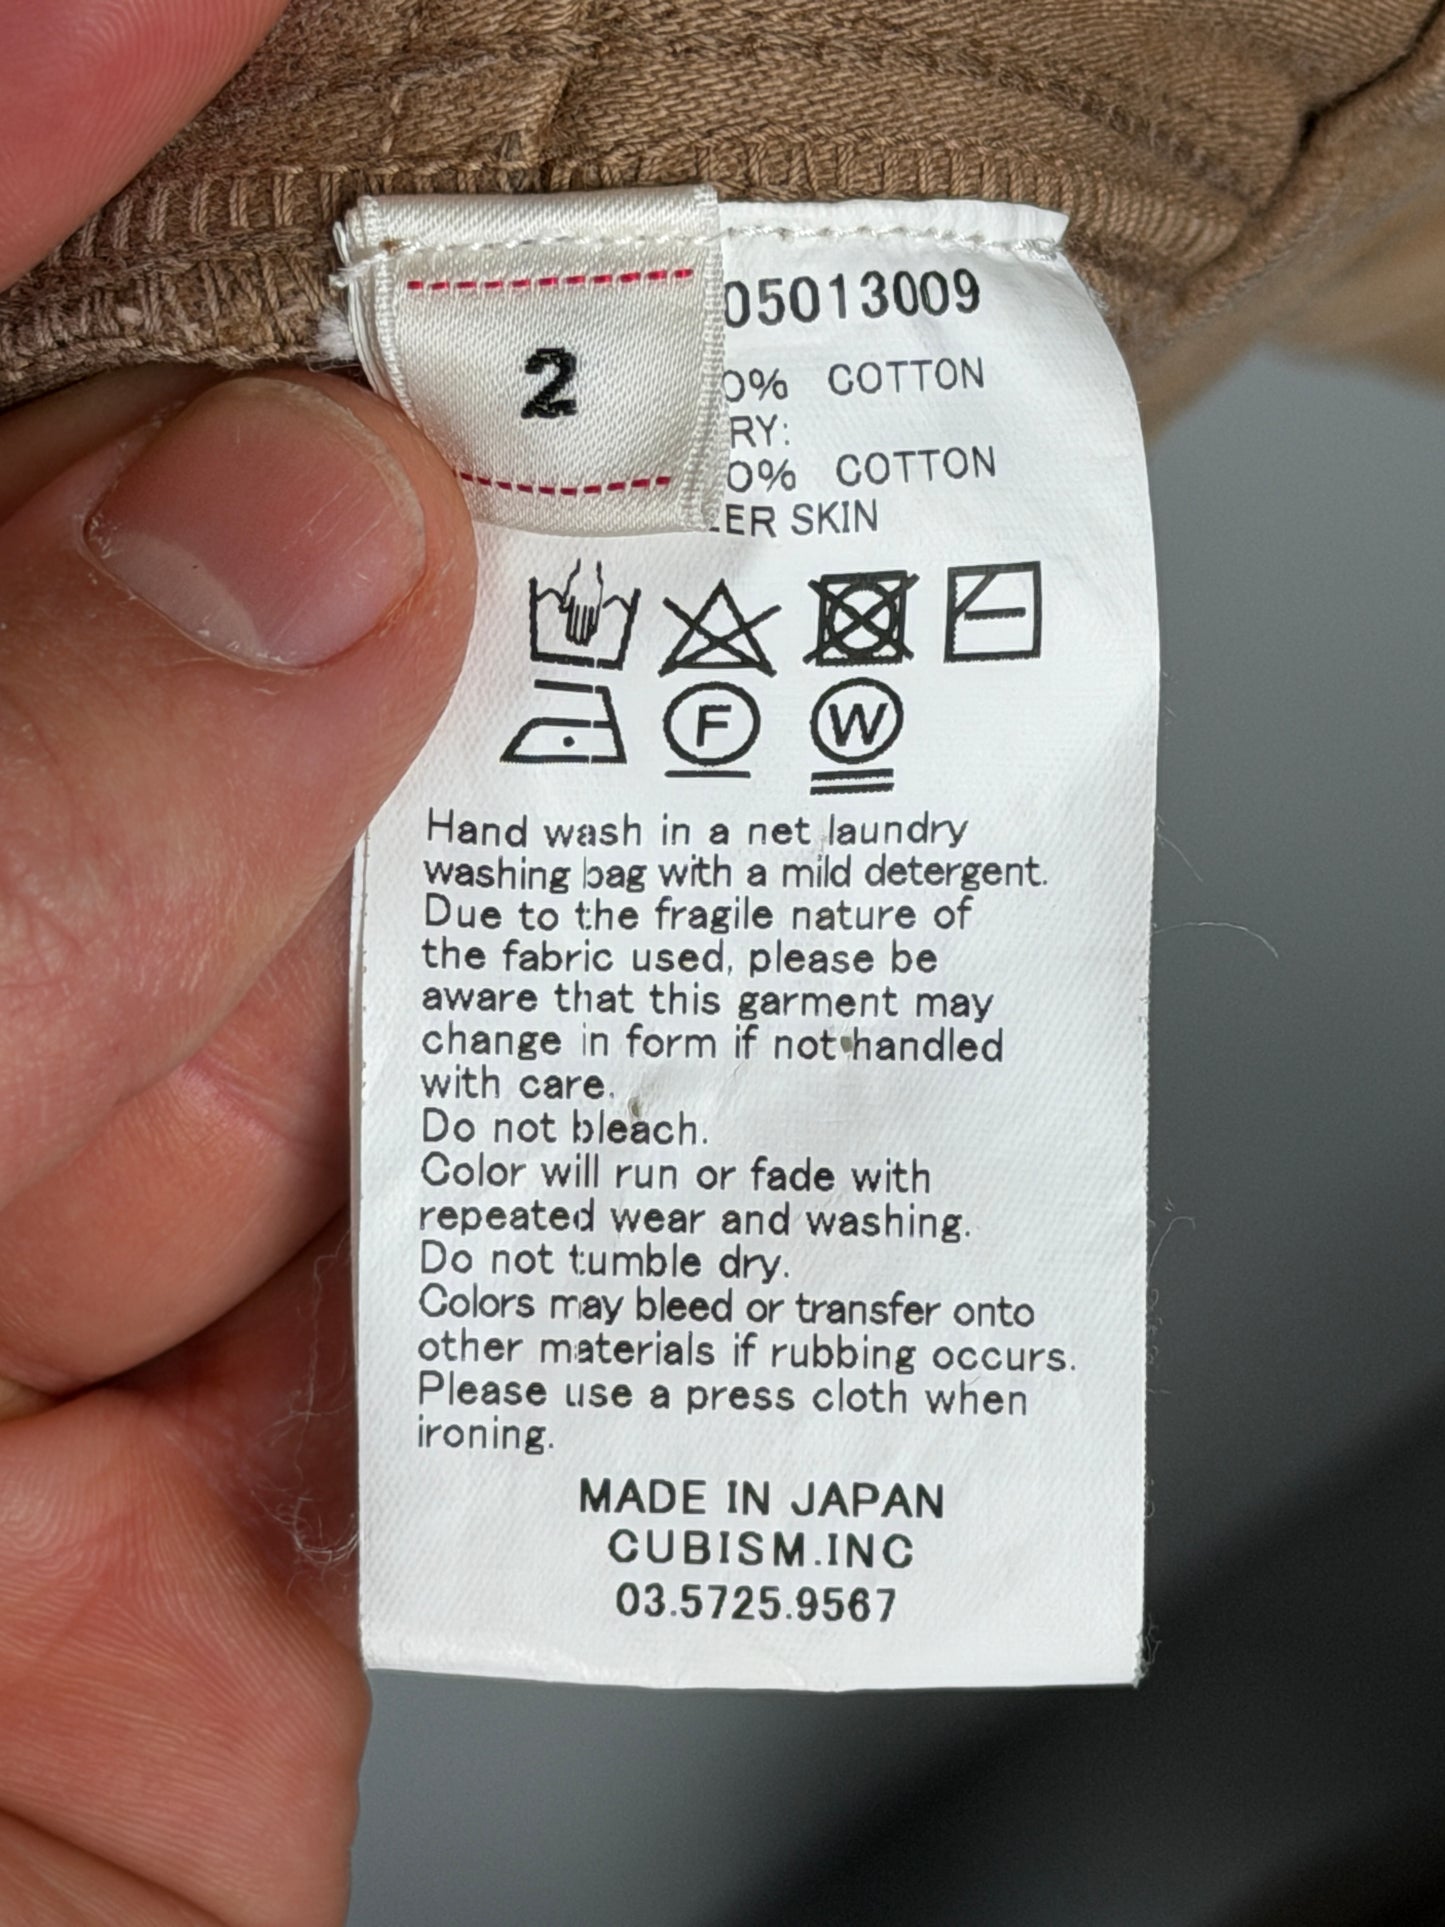 2
05013009
0% COTTON
RY:
0% COTTON
ER SKIN
F W
Hand wash in a net laundry
washing bag with a mild detergent.
Due to the fragile nature of
the fabric used, please be
aware that this garment may
change in form if not handled
with care.
Do not bleach.
Color will run or fade with
repeated wear and washing.
Do not tumble dry.
Colors may bleed or transfer onto
other materials if rubbing occurs.
Please use a press cloth when
ironing.
MADE IN JAPAN
CUBISM.INC
03.5725.9567